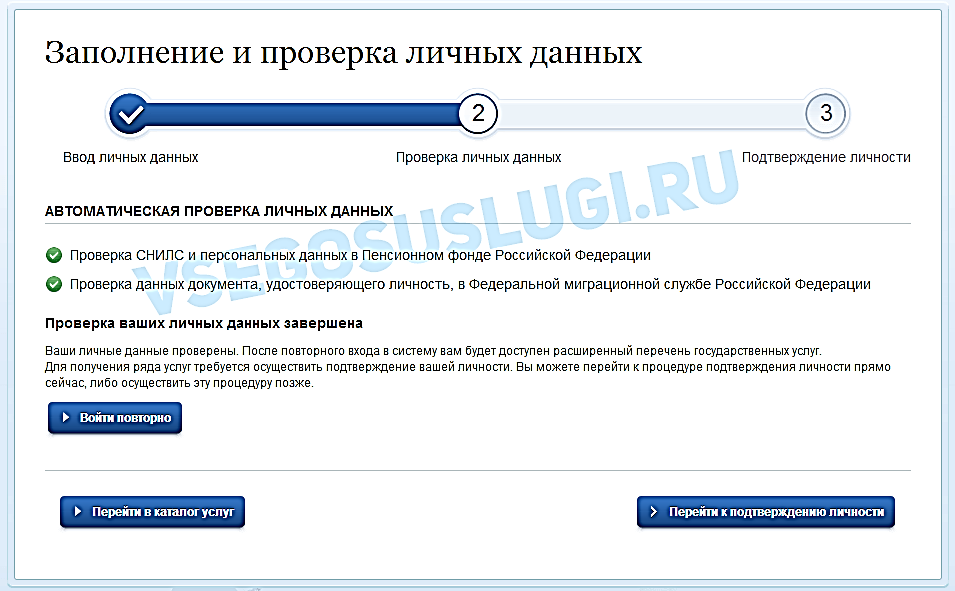 Заполнение и проверка личных данных
2
3
Ввод личных данных
Проверка личных данных
Подтверждение личности
VSEGOSUSLUGI.RU
АВТОМАТИЧЕСКАЯ ПРОВЕРКА ЛИЧНЫХ ДАННЫХ
Проверка СНИЛС и персональных данных в Пенсионном фонде Российской Федерации
Проверка данных документа, удостоверяющего личность, в Федеральной миграционной службе Российской Федерации
Проверка ваших личных данных завершена
Ваши личные данные проверены. После повторного входа в систему вам будет доступен расширенный перечень государственных услуг.
Для получения ряда услуг требуется осуществить подтверждение вашей личности. Вы можете перейти к процедуре подтверждения личности прямо
сейчас, либо осуществить эту процедуру позже.
Войти повторно
Перейти в каталог услуг
Перейти к подтверждению личности